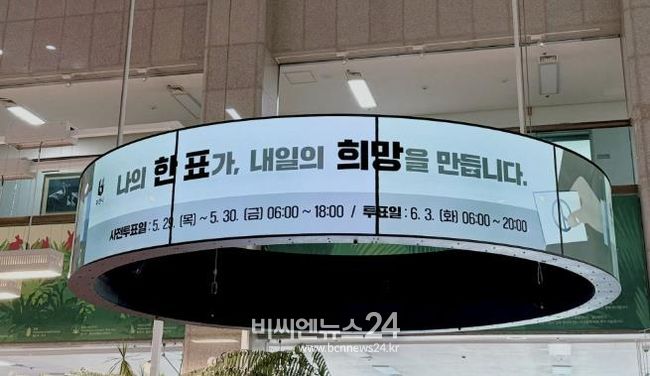 나의 한 표가, 내일의 희망을 만듭니다.
사전투표일 : 5. 29. (목) ~ 5. 30. (금) 06:00 ~ 18:00 / 투표일 : 6. 3. (화) 06:00 ~ 20:00
비씨엔뉴스24
www.bcnnews24.kr